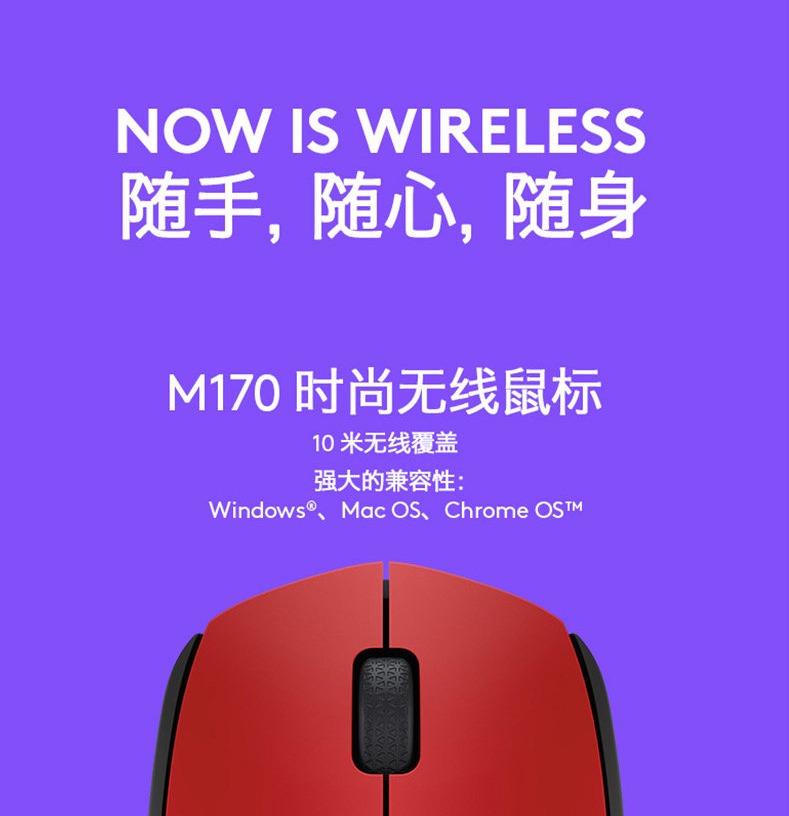 NOW IS WIRELESS
随手, 随心, 随身
M170 时尚无线鼠标
10 米无线覆盖
强大的兼容性:
Windows®、Mac OS、Chrome OS™